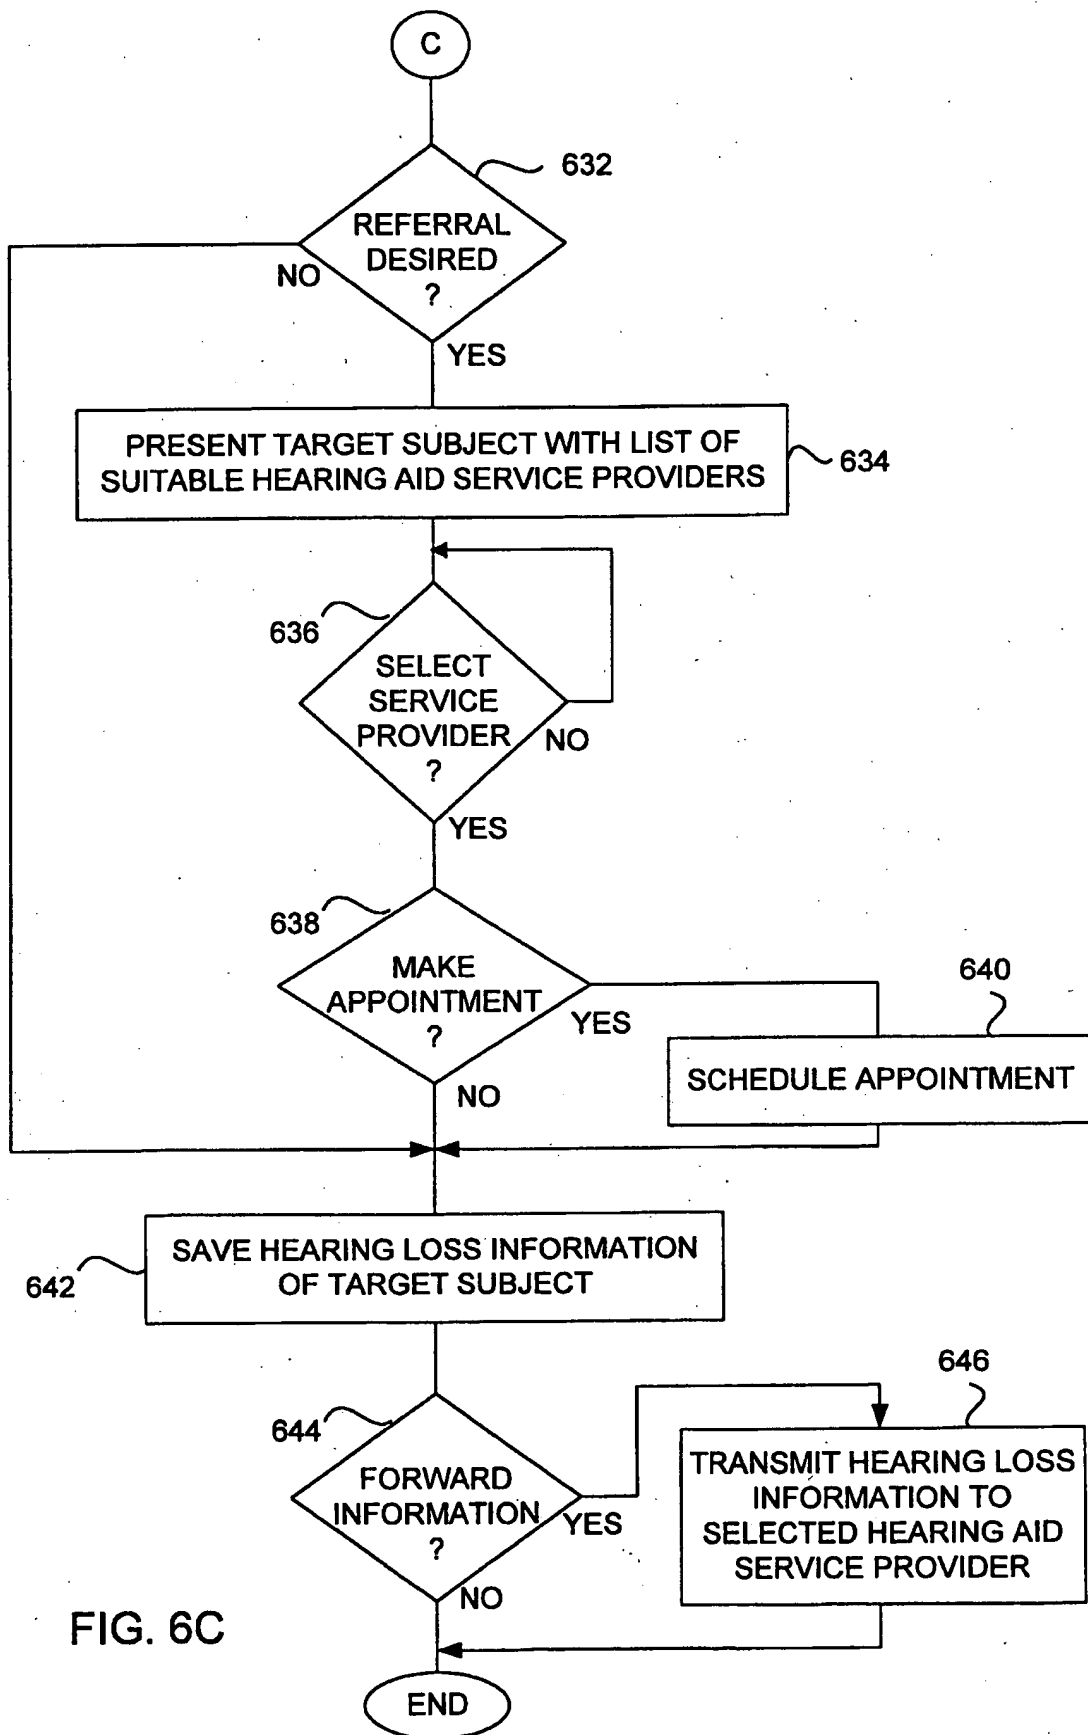 C
632
REFERRAL
DESIRED
?
NO
YES
PRESENT TARGET SUBJECT WITH LIST OF
SUITABLE HEARING AID SERVICE PROVIDERS
634
636
SELECT
SERVICE
PROVIDER
?
NO
YES
638
MAKE
APPOINTMENT
?
YES
NO
640
SCHEDULE APPOINTMENT
SAVE HEARING LOSS INFORMATION
OF TARGET SUBJECT
642
644
FORWARD
INFORMATION
?
YES
NO
646
TRANSMIT HEARING LOSS
INFORMATION TO
SELECTED HEARING AID
SERVICE PROVIDER
FIG. 6C
END